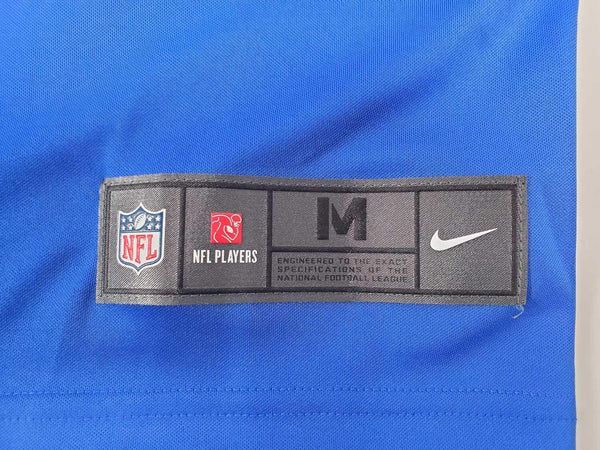 NFL
NFL PLAYERS
M
ENGINEERED TO THE EXACT
SPECIFICATIONS OF THE
NATIONAL FOOTBALL LEAGUE